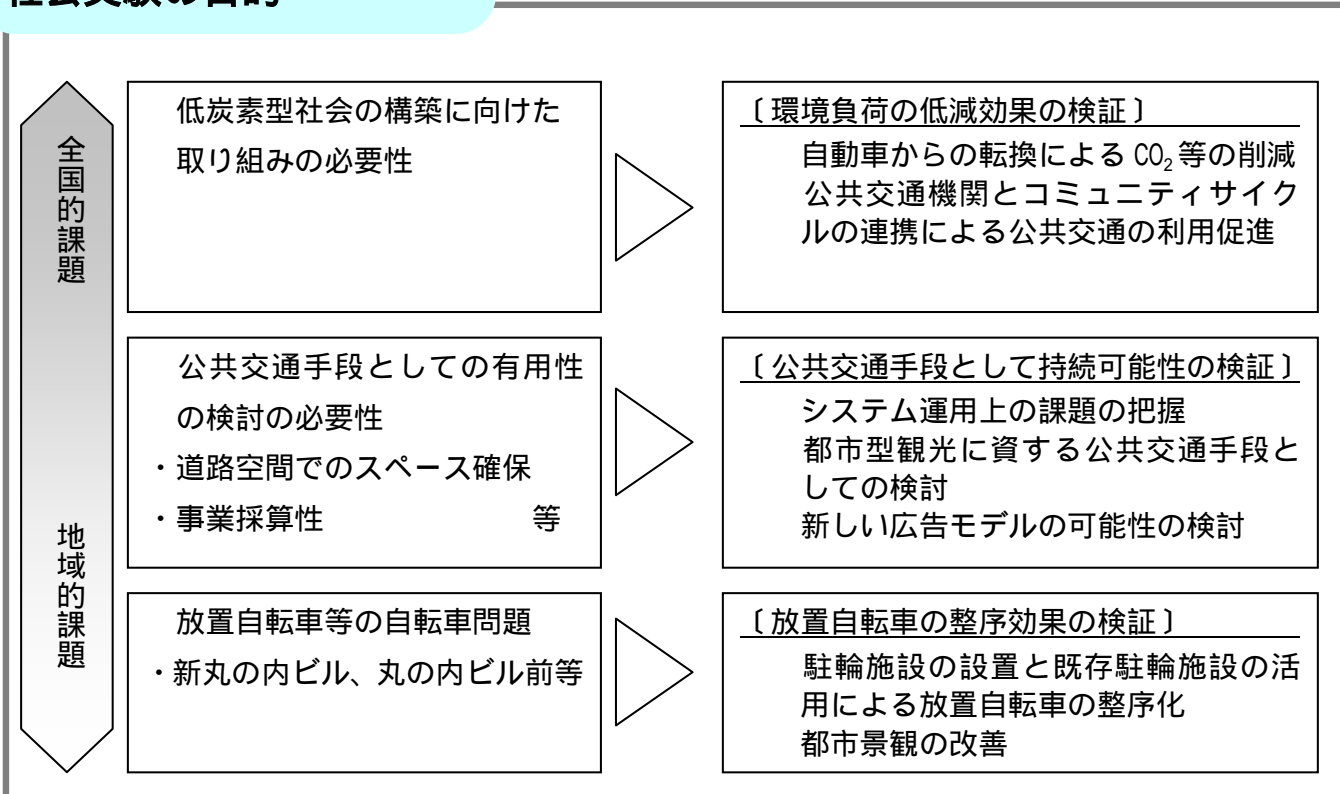 社会実験の目的
全国的課題
地域的課題
低炭素型社会の構築に向けた
取り組みの必要性
〔環境負荷の低減効果の検証〕
自動車からの転換による CO₂等の削減
公共交通機関とコミュニティサイク
ルの連携による公共交通の利用促進
公共交通手段としての有用性
の検討の必要性
・道路空間でのスペース確保
・事業採算性 等
〔公共交通手段として持続可能性の検証〕
システム運用上の課題の把握
都市型観光に資する公共交通手段と
しての検討
新しい広告モデルの可能性の検討
放置自転車等の自転車問題
・新丸の内ビル、丸の内ビル前等
〔放置自転車の整序効果の検証〕
駐輪施設の設置と既存駐輪施設の活
用による放置自転車の整序化
都市景観の改善